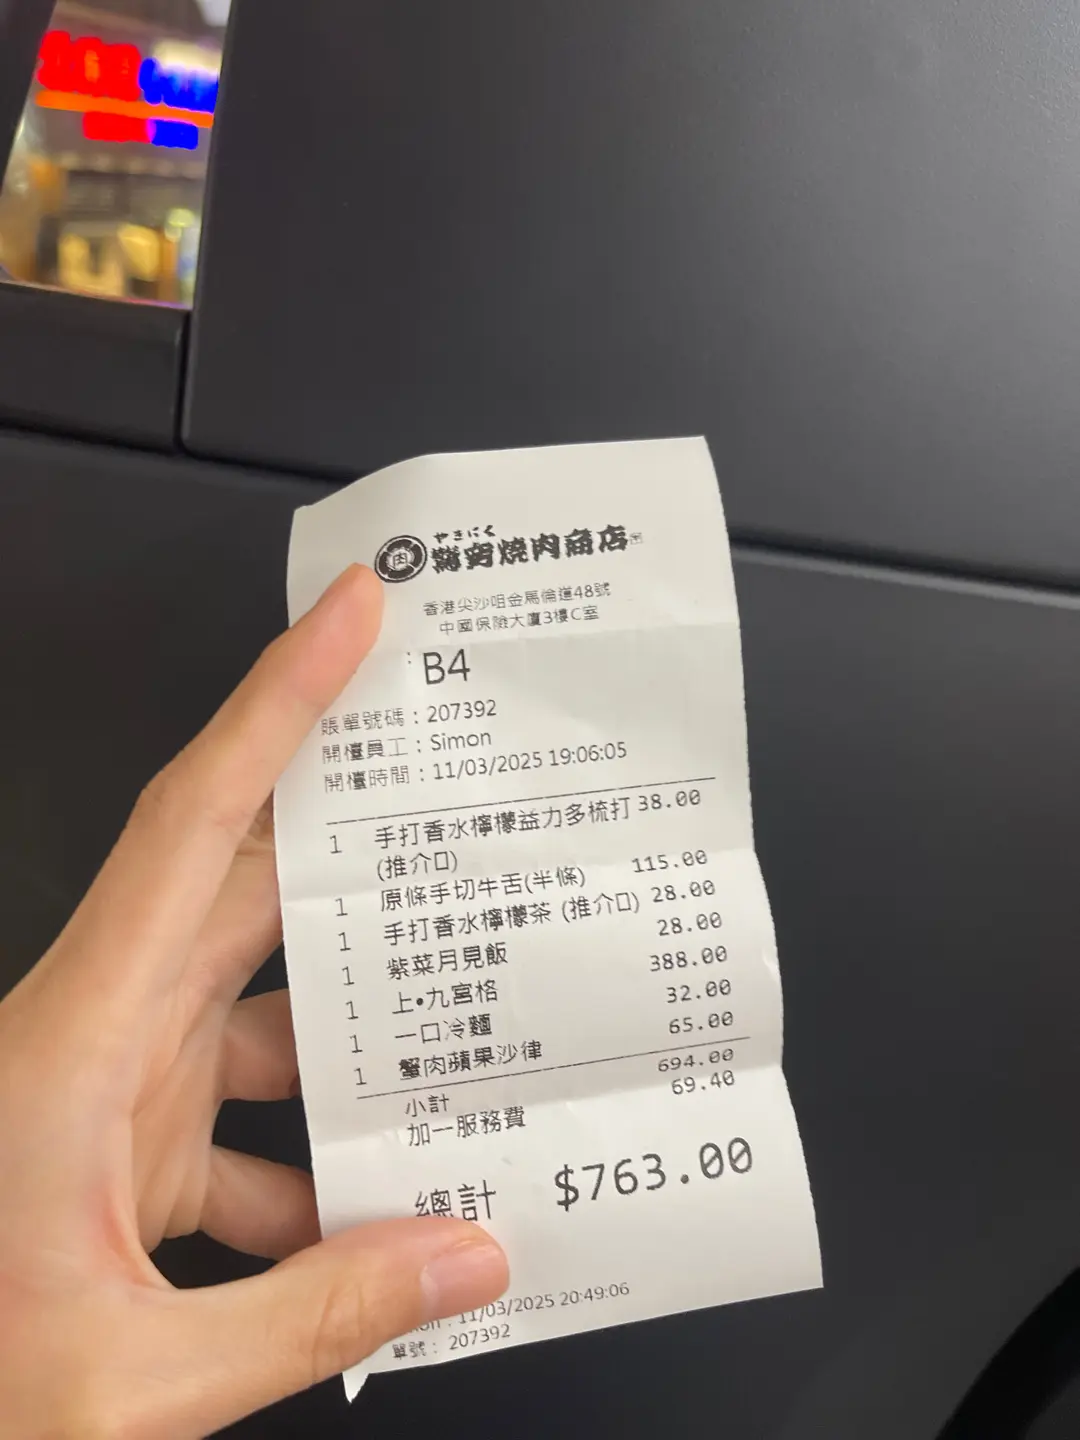 やきにく
燒肉商店
香港尖沙咀金馬倫道48號
中國保險大廈3樓C室
: B4
賬單號碼：207392
開檯員工：Simon
開檯時間：11/03/2025 19:06:05
1 手打香水檸檬益力多梳打 38.00
(推介口)
1 原條手切牛舌(半條) 115.00
1 手打香水檸檬茶 (推介口) 28.00
1 紫菜月見飯 28.00
1 上•九宮格 388.00
1 一口冷麵 32.00
1 蟹肉蘋果沙律 65.00
小計 694.00
加一服務費 69.40
總計 $763.00
: 11/03/2025 20:49:06
單號：207392